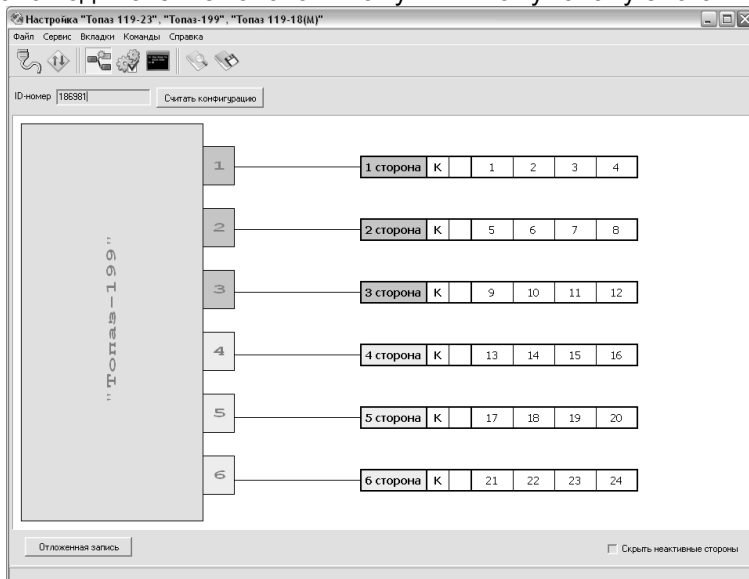 Настройка "Топаз 119-23", "Топаз-199", "Топаз 119-18(М)"
Файл Сервис Вкладки Команды Справка
ID-номер 186981 Считать конфигурацию
"Топаз-199"
1 1 сторона К 1 2 3 4
2 2 сторона К 5 6 7 8
3 3 сторона К 9 10 11 12
4 4 сторона К 13 14 15 16
5 5 сторона К 17 18 19 20
6 6 сторона К 21 22 23 24
Отложенная запись Скрыть неактивные стороны